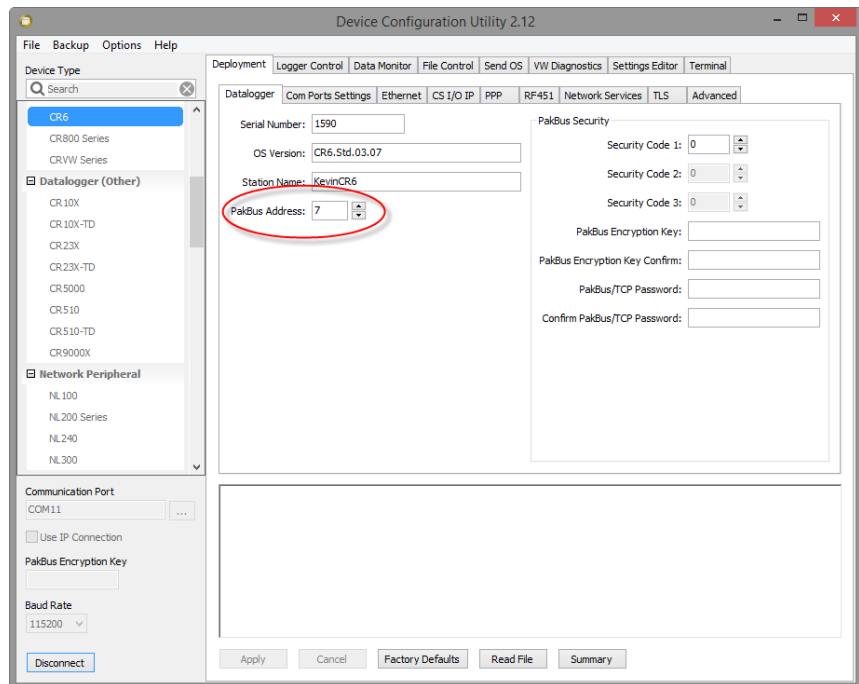 Device Configuration Utility 2.12
File Backup Options Help
Device Type
Search
CR6
CR800 Series
CRVW Series
Datalogger (Other)
CR10X
CR10X-TD
CR23X
CR23X-TD
CR5000
CR510
CR510-TD
CR9000X
Network Peripheral
NL100
NL200 Series
NL240
NL300
Communication Port
COM11
...
Use IP Connection
PakBus Encryption Key
Baud Rate
115200
Disconnect
Deployment Logger Control Data Monitor File Control Send OS VW Diagnostics Settings Editor Terminal
Datalogger Com Ports Settings Ethernet CS I/O IP PPP RF451 Network Services TLS Advanced
Serial Number: 1590
OS Version: CR6.Std.03.07
Station Name: KevinCR6
PakBus Address: 7
PakBus Security
Security Code 1: 0
Security Code 2: 0
Security Code 3: 0
PakBus Encryption Key:
PakBus Encryption Key Confirm:
PakBus/TCP Password:
Confirm PakBus/TCP Password:
Apply Cancel Factory Defaults Read File Summary